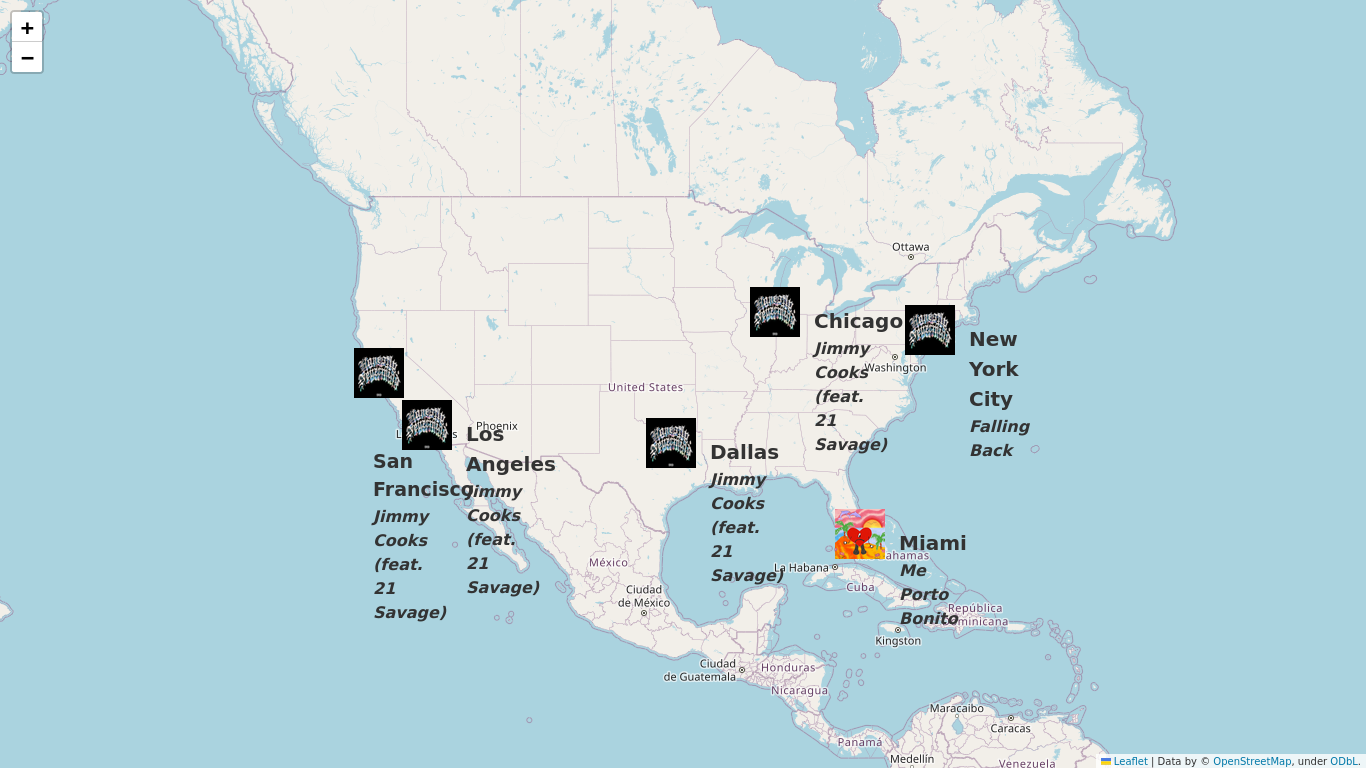 +
−
Ottawa
Chicago
Jimmy
Cooks
(feat.
21
Savage)
Washington
New
York
City
Falling
Back
United States
Phoenix
Los
Angeles
Jimmy
Cooks
(feat.
21
Savage)
San
Francisco
Jimmy
Cooks
(feat.
21
Savage)
Dallas
Jimmy
Cooks
(feat.
21
Savage)
Miami
Me
Porto
Bonito
México
Ciudad
de México
La Habana
Cuba
República
Kingston
Ciudad
de Guatemala
Honduras
Nicaragua
Maracaibo
Caracas
Panamá
Medellín
Venezuela
Leaflet | Data by © OpenStreetMap, under ODbL.